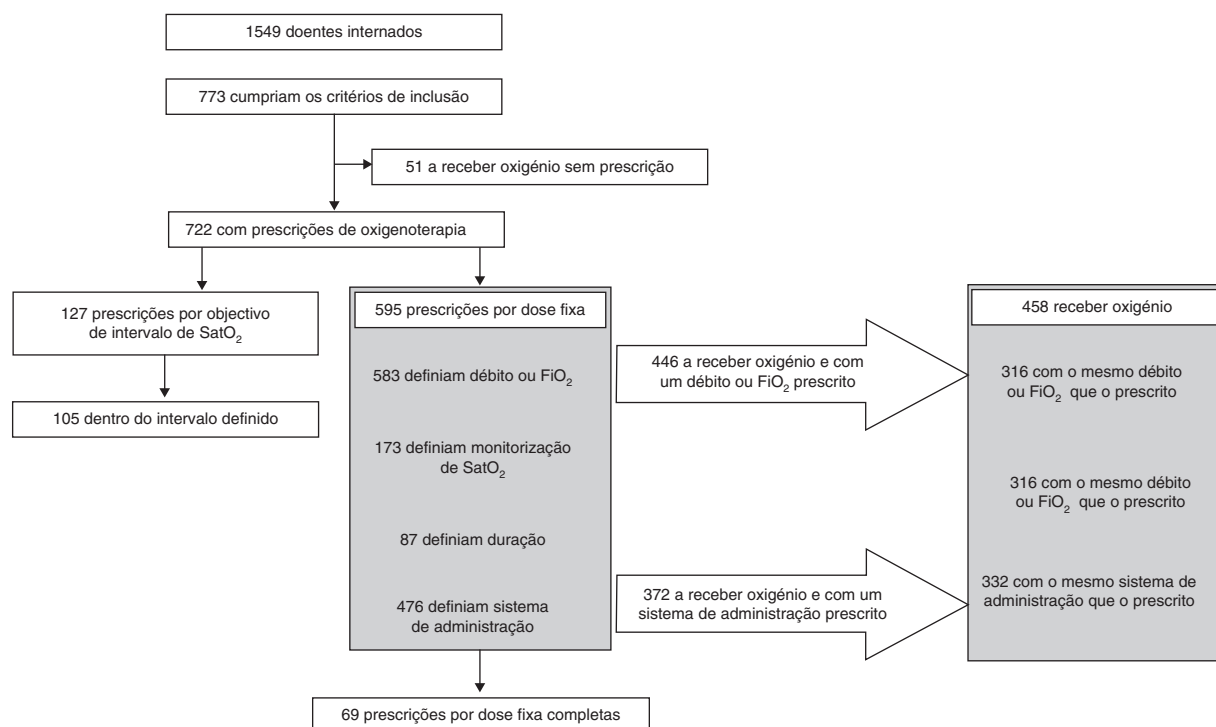 1549 doentes internados
773 cumpriam os critérios de inclusão
51 a receber oxigénio sem prescrição
722 com prescrições de oxigenoterapia
127 prescrições por objectivo
de intervalo de SatO₂
105 dentro do intervalo definido
595 prescrições por dose fixa
583 definiam débito ou FiO₂
173 definiam monitorização
de SatO₂
87 definiam duração
476 definiam sistema
de administração
69 prescrições por dose fixa completas
446 a receber oxigénio e com
um débito ou FiO₂ prescrito
372 a receber oxigénio e com um
sistema de administração prescrito
458 receber oxigénio
316 com o mesmo débito
ou FiO₂ que o prescrito
316 com o mesmo débito
ou FiO₂ que o prescrito
332 com o mesmo sistema de
administração que o prescrito